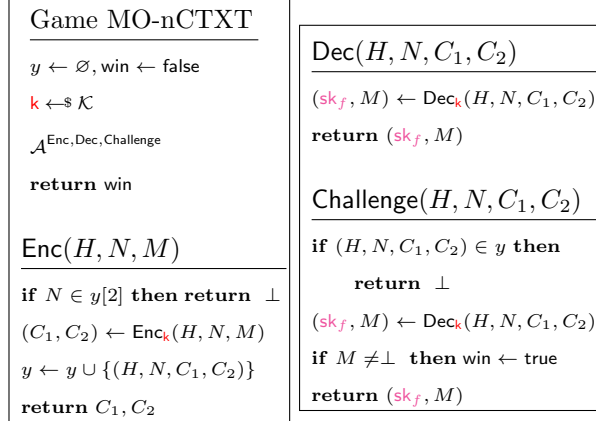 Game MO-nCTXT
y ← ∅, win ← false
k ←$ 𝒦
𝒜^{Enc,Dec,Challenge}
return win
Enc(H, N, M)
if N ∈ y[2] then return ⊥
(C₁, C₂) ← Enc_k(H, N, M)
y ← y ∪ {(H, N, C₁, C₂)}
return C₁, C₂
Dec(H, N, C₁, C₂)
(sk_f, M) ← Dec_k(H, N, C₁, C₂)
return (sk_f, M)
Challenge(H, N, C₁, C₂)
if (H, N, C₁, C₂) ∈ y then
return ⊥
(sk_f, M) ← Dec_k(H, N, C₁, C₂)
if M ≠⊥ then win ← true
return (sk_f, M)